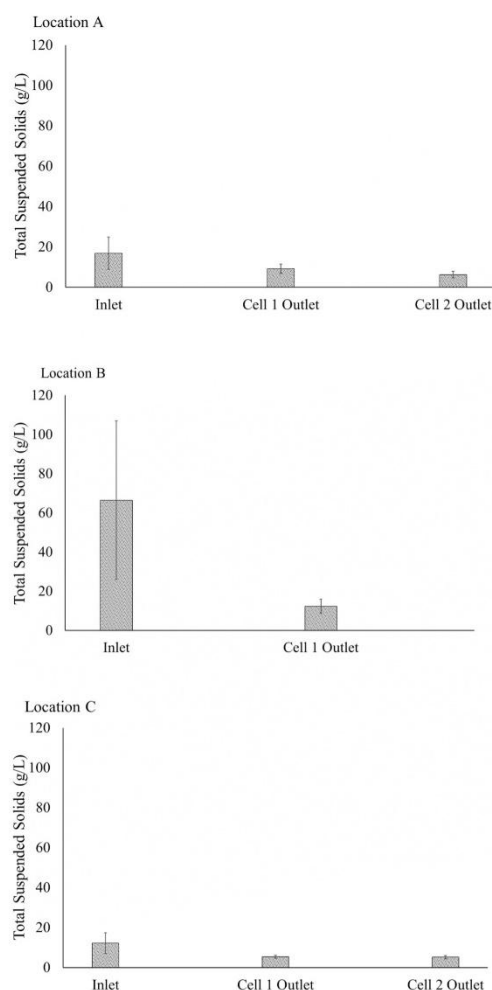 Location A
Total Suspended Solids (g/L)
120
100
80
60
40
20
0
Inlet Cell 1 Outlet Cell 2 Outlet
Location B
Total Suspended Solids (g/L)
120
100
80
60
40
20
0
Inlet Cell 1 Outlet
Location C
Total Suspended Solids (g/L)
120
100
80
60
40
20
0
Inlet Cell 1 Outlet Cell 2 Outlet